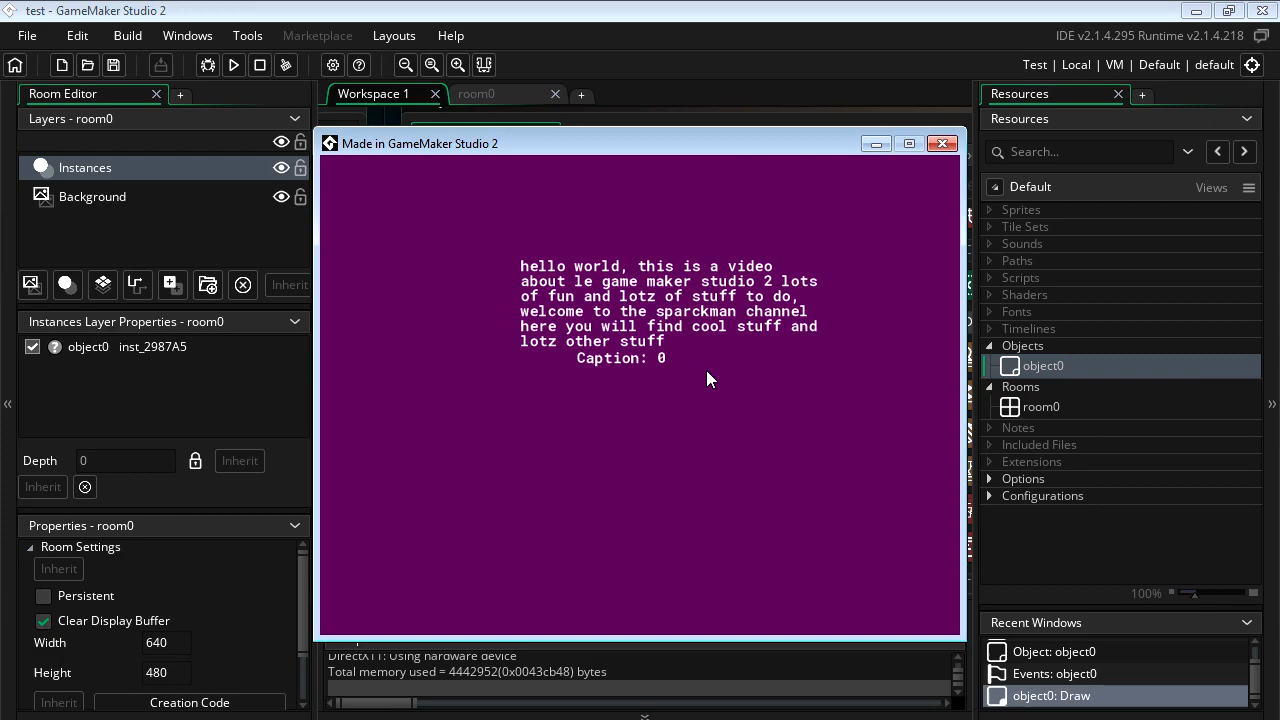 test - GameMaker Studio 2
File Edit Build Windows Tools Marketplace Layouts Help
IDE v2.1.4.295 Runtime v2.1.4.218
Test | Local | VM | Default | default
Room Editor
Workspace 1
room0
Resources
Layers - room0
Resources
Made in GameMaker Studio 2
Search...
Instances
Background
Default
Views
Sprites
Tile Sets
Sounds
Paths
Scripts
Shaders
Fonts
Timelines
Objects
object0
Rooms
room0
Notes
Included Files
Extensions
Options
Configurations
hello world, this is a video
about le game maker studio 2 lots
of fun and lotz of stuff to do,
welcome to the sparckman channel
here you will find cool stuff and
lotz other stuff
Caption: 0
Inherit
Instances Layer Properties - room0
object0 inst_2987A5
Depth 0 Inherit
Inherit
Properties - room0
Room Settings
Inherit
Persistent
Clear Display Buffer
Width 640
Height 480
Inherit Creation Code
DirectX11: Using hardware device
Total memory used = 4442952(0x0043cb48) bytes
100%
Recent Windows
Object: object0
Events: object0
object0: Draw